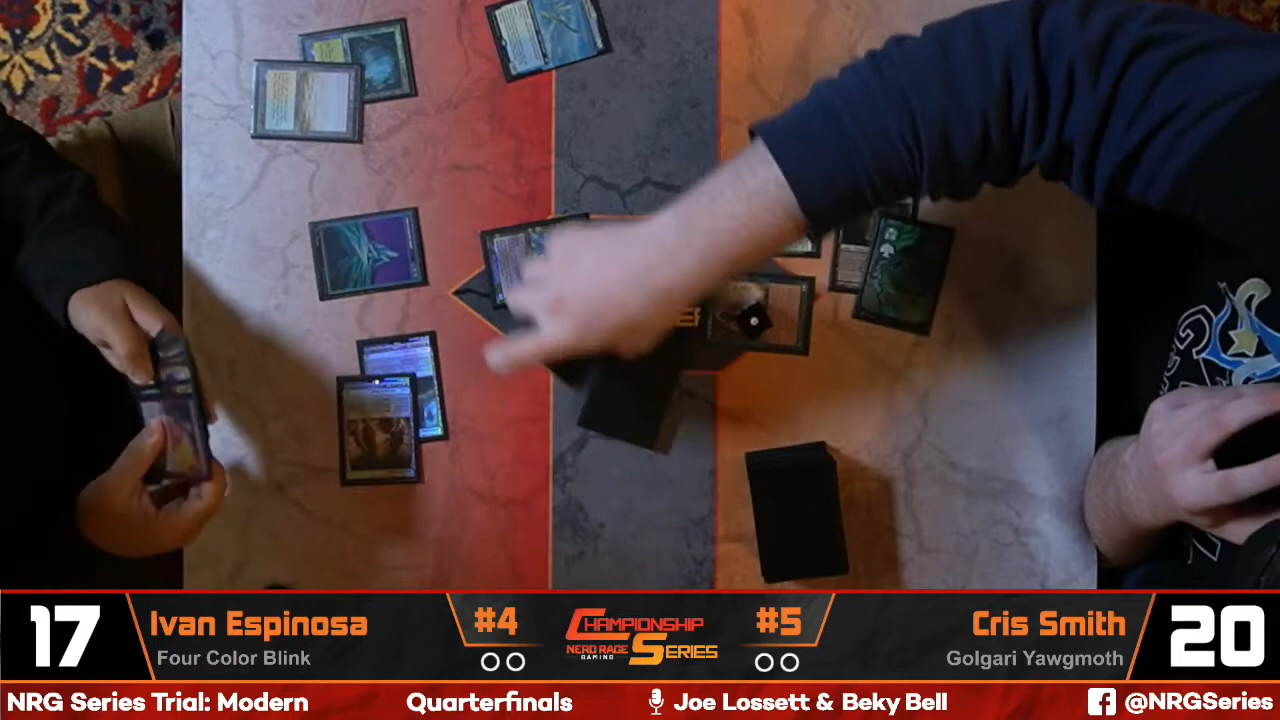 17
Ivan Espinosa
Four Color Blink
#4
CHAMPIONSHIP
NERD RAGE
GAMING
SERIES
#5
Cris Smith
Golgari Yawgmoth
20
NRG Series Trial: Modern
Quarterfinals
Joe Lossett & Beky Bell
@NRGSeries